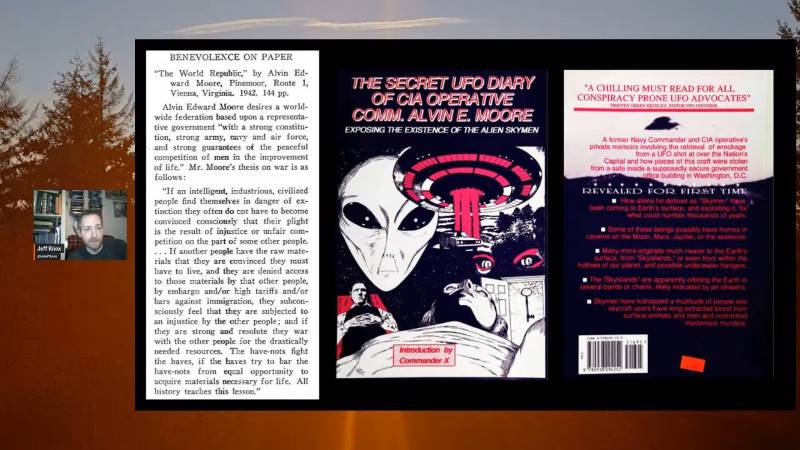 BENEVOLENCE ON PAPER
"The World Republic," by Alvin Ed-
ward Moore, Pinemoor, Route 1,
Vienna, Virginia. 1942. 144 pp.
Alvin Edward Moore desires a world-
wide federation based upon a representa-
tive government "with a strong constitu-
tion, strong army, navy and air force,
and strong guarantees of the peaceful
competition of men in the improvement
of life." Mr. Moore's thesis on war is as
follows:
"If an intelligent, industrious, civilized
people find themselves in danger of ex-
tinction they often do not have to become
convinced consciously that their plight
is the result of injustice or unfair com-
petition on the part of some other people.
. . . If another people have the raw mate-
rials that they are convinced they must
have to live, and they are denied access
to those materials by that other people,
by embargo and/or high tariffs and/or
bars against immigration, they subcon-
sciously feel that they are subjected to
an injustice by the other people; and if
they are strong and resolute they war
with the other people for the drastically
needed resources. The have-nots fight
the haves, if the haves try to bar the
have-nots from equal opportunity to
acquire materials necessary for life. All
history teaches this lesson."
Jeff Knox
THE SECRET UFO DIARY
OF CIA OPERATIVE
COMM. ALVIN E. MOORE
EXPOSING THE EXISTENCE OF THE ALIEN SKYMEN
Introduction by
Commander X
"A CHILLING MUST READ FOR ALL
CONSPIRACY PRONE UFO ADVOCATES"
TIMOTHY GREEN BECKLEY, EDITOR UFO UNIVERSE
A former Navy Commander and CIA operative's
private memoirs involving the retrieval of wreckage
from a UFO shot at over the Nation's
Capital and how pieces of this craft were stolen
from a safe inside a supposedly secure government
office building in Washington, D.C.
REVEALED FOR FIRST TIME
How aliens he defines as "Skymen" have
been coming to Earth's surface, and exploiting it, for
what could number thousands of years.
Some of these beings possibly have homes in
caverns on the Moon, Mars, Jupiter, or the asteroids.
Many more originate much nearer to the Earth's
surface, from "Skyislands," or even from within the
hollows of our planet, and possible underwater hangers.
The "Skyislands" are apparently orbiting the Earth in
several bands or chains, likely indicated by jet streams.
Skymen have kidnapped a multitude of people and
skycraft users have long extracted blood from
surface animals and men and committed
mysterious murders.